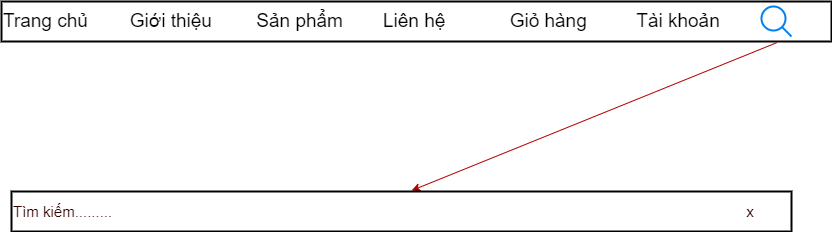 Trang chủ Giới thiệu Sản phẩm Liên hệ Giỏ hàng Tài khoản
Tìm kiếm......... x